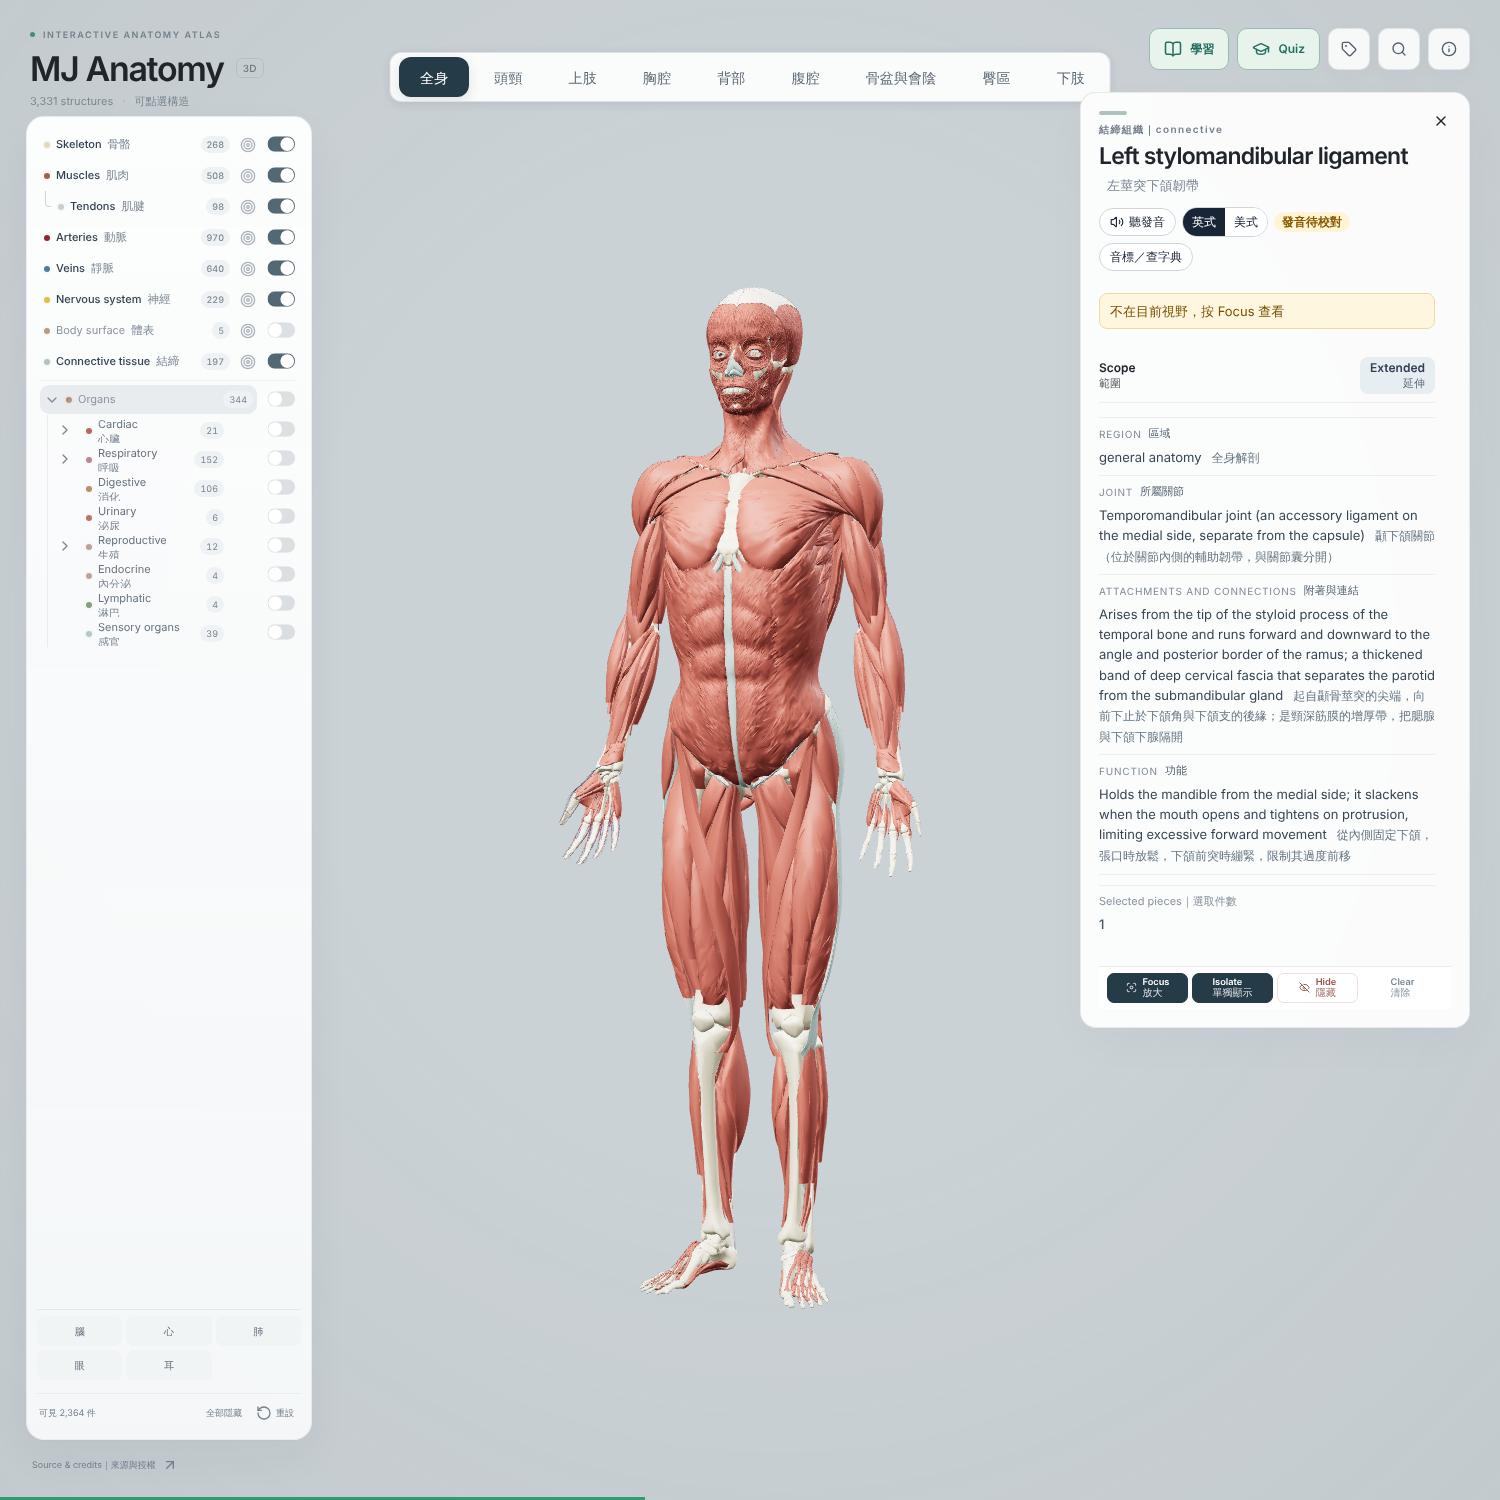 INTERACTIVE ANATOMY ATLAS
MJ Anatomy 3D
3,331 structures · 可點選構造
全身 頭頸 上肢 胸腔 背部 腹腔 骨盆與會陰 臀區 下肢
學習 Quiz
Skeleton 骨骼 268
Muscles 肌肉 508
Tendons 肌腱 98
Arteries 動脈 970
Veins 靜脈 640
Nervous system 神經 229
Body surface 體表 5
Connective tissue 結締 197
Organs 344
Cardiac 21
心臟
Respiratory 152
呼吸
Digestive 106
消化
Urinary 6
泌尿
Reproductive 12
生殖
Endocrine 4
內分泌
Lymphatic 4
淋巴
Sensory organs 39
感官
腦 心 肺
眼 耳
可見 2,364 件 全部隱藏 重設
Source & credits | 來源與授權
結締組織 | connective
Left stylomandibular ligament
左莖突下頜韌帶
聽發音 英式 美式 發音待校對
音標／查字典
不在目前視野，按 Focus 查看
Scope Extended
範圍 延伸
REGION 區域
general anatomy 全身解剖
JOINT 所屬關節
Temporomandibular joint (an accessory ligament on
the medial side, separate from the capsule) 顳下頜關節
（位於關節內側的輔助韌帶，與關節囊分開）
ATTACHMENTS AND CONNECTIONS 附著與連結
Arises from the tip of the styloid process of the
temporal bone and runs forward and downward to the
angle and posterior border of the ramus; a thickened
band of deep cervical fascia that separates the parotid
from the submandibular gland 起自顳骨莖突的尖端，向
前下止於下頜角與下頜支的後緣；是頸深筋膜的增厚帶，把腮腺
與下頜下腺隔開
FUNCTION 功能
Holds the mandible from the medial side; it slackens
when the mouth opens and tightens on protrusion,
limiting excessive forward movement 從內側固定下頜，
張口時放鬆，下頜前突時繃緊，限制其過度前移
Selected pieces | 選取件數
1
Focus Isolate Hide Clear
放大 單獨顯示 隱藏 清除